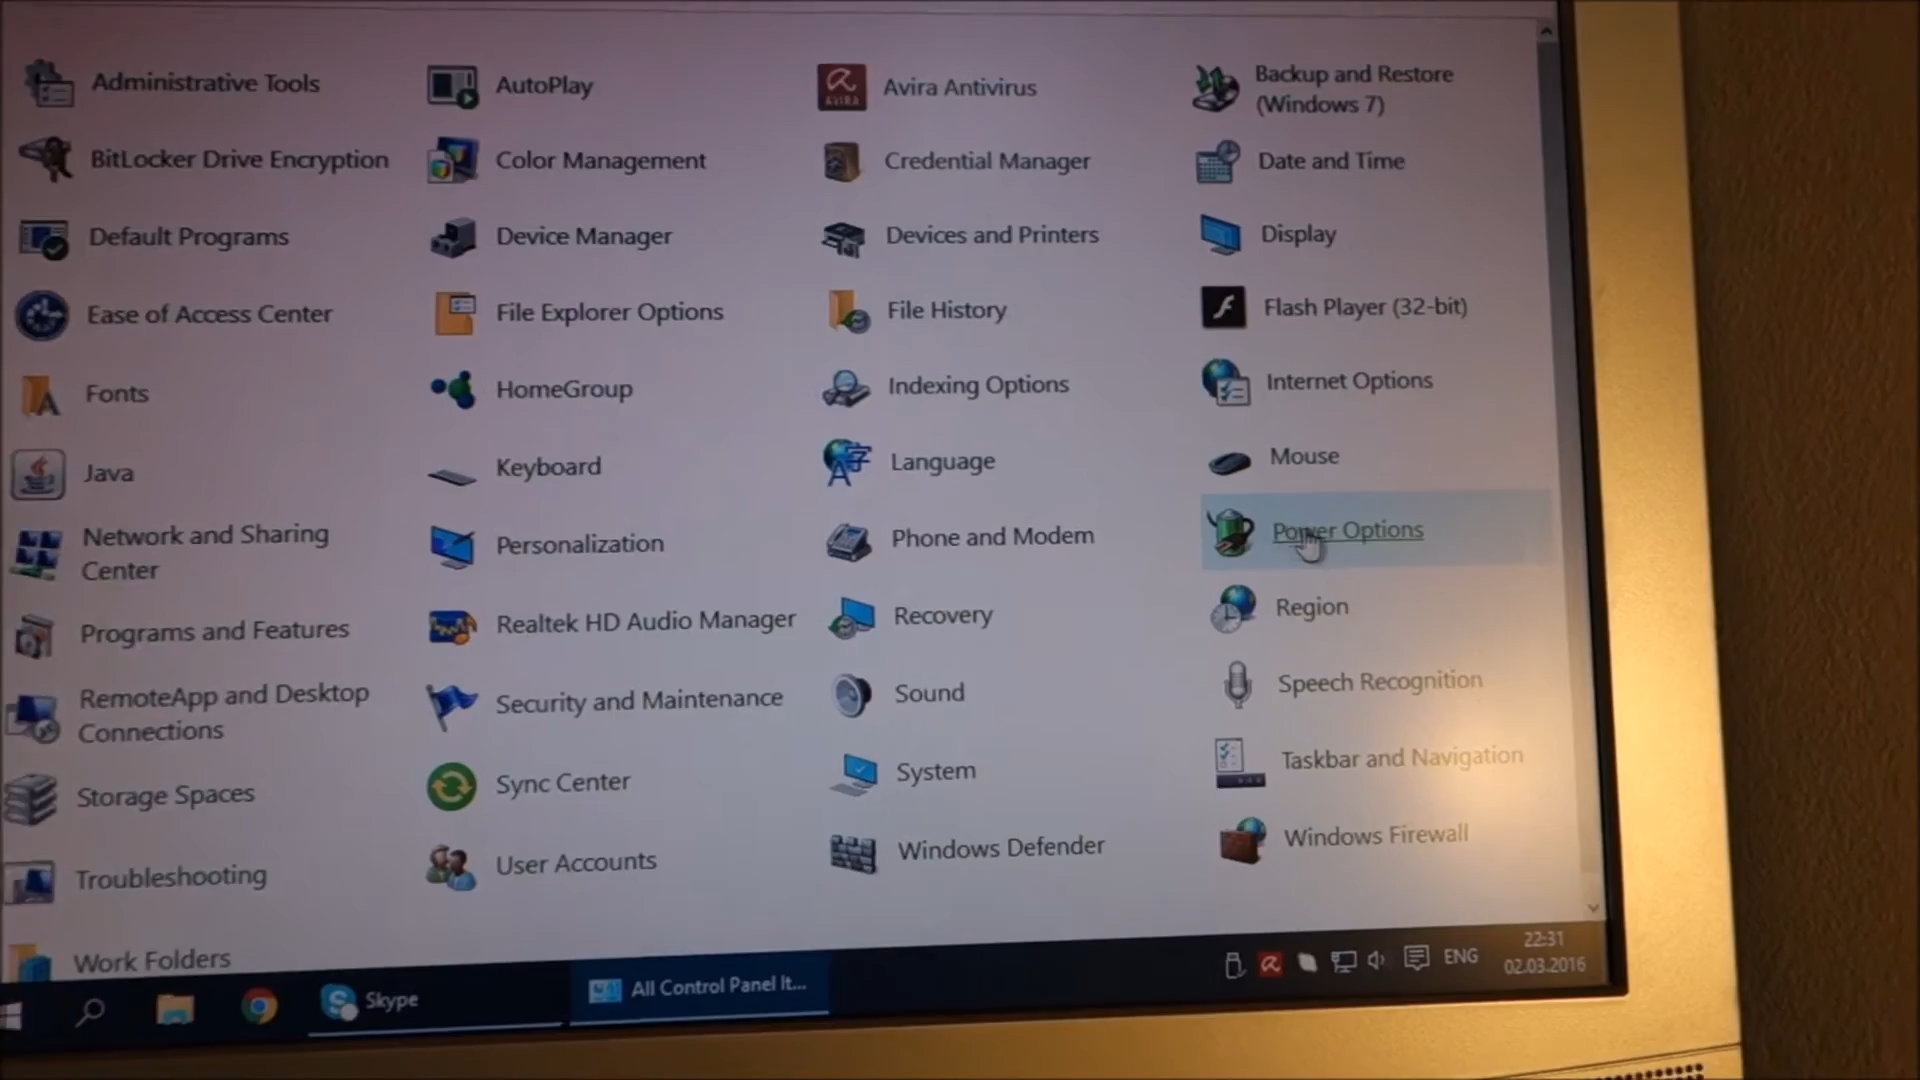 Administrative Tools
AutoPlay
AVIRA
Avira Antivirus
Backup and Restore
(Windows 7)
BitLocker Drive Encryption
Color Management
Credential Manager
Date and Time
Default Programs
Device Manager
Devices and Printers
Display
Ease of Access Center
File Explorer Options
File History
Flash Player (32-bit)
Fonts
HomeGroup
Indexing Options
Internet Options
Java
Keyboard
Language
Mouse
Network and Sharing
Center
Personalization
Phone and Modem
Power Options
Programs and Features
Realtek HD Audio Manager
Recovery
Region
RemoteApp and Desktop
Connections
Security and Maintenance
Sound
Speech Recognition
Storage Spaces
Sync Center
System
Taskbar and Navigation
Troubleshooting
User Accounts
Windows Defender
Windows Firewall
Work Folders
Skype
All Control Panel It...
ENG
22:31
02.03.2016